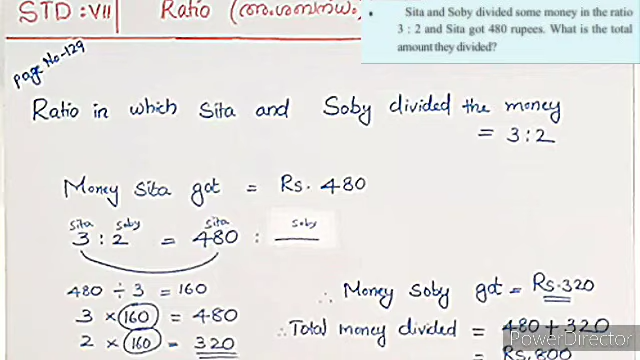 STD : VII
Ratio (അംശബന്ധം)
• Sita and Soby divided some money in the ratio
3 : 2 and Sita got 480 rupees. What is the total
amount they divided?
page No-129
Ratio in which Sita and Soby divided the money
= 3:2
Money Sita got = Rs. 480
Sita Soby Sita Soby
3 : 2 = 480 : ___
480 ÷ 3 = 160
3 × 160 = 480
2 × 160 = 320
∴ Money Soby got = Rs.320
∴ Total money divided = 480 + 320
= Rs. 800
PowerDirector